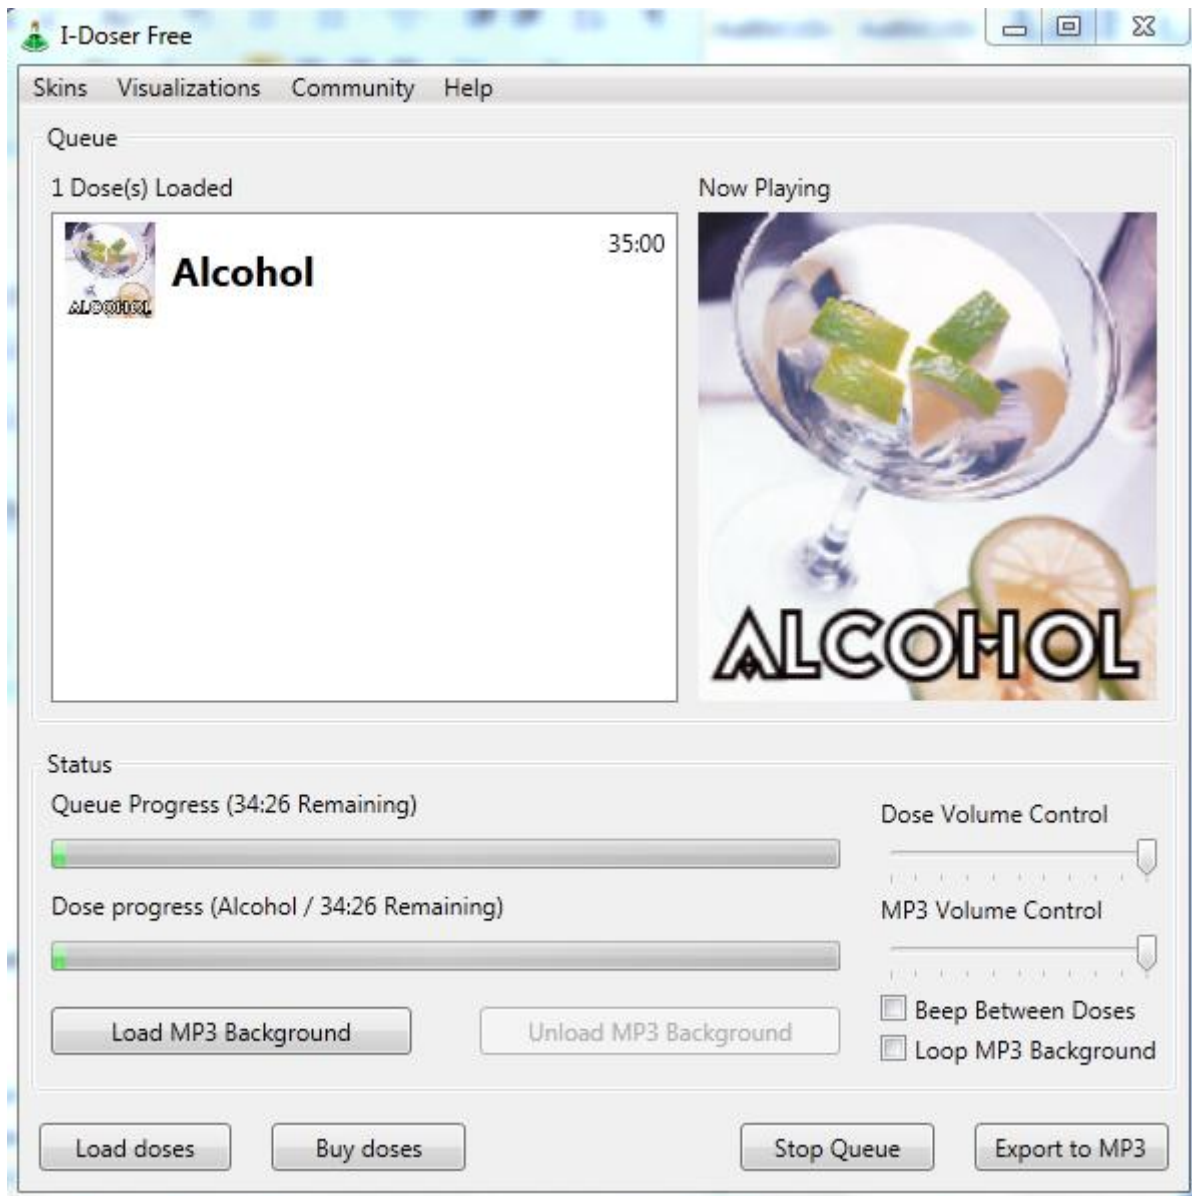 I-Doser Free
Skins Visualizations Community Help
Queue
1 Dose(s) Loaded
Now Playing
Alcohol
35:00
ALCOHOL
ALCOHOL
Status
Queue Progress (34:26 Remaining)
Dose Volume Control
Dose progress (Alcohol / 34:26 Remaining)
MP3 Volume Control
Load MP3 Background
Unload MP3 Background
Beep Between Doses
Loop MP3 Background
Load doses
Buy doses
Stop Queue
Export to MP3